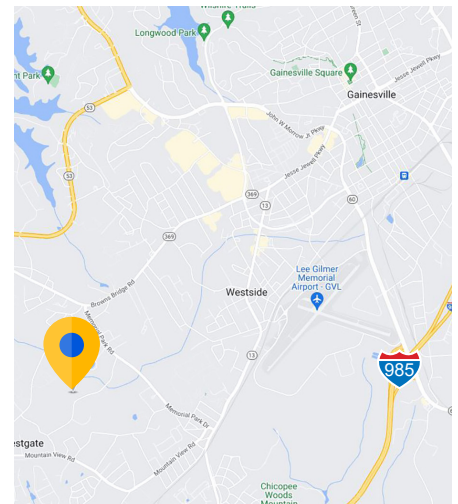 Wilshire Trails
Longwood Park
Green St
nt Park
Gainesville Square
Jesse Jewell Pkwy
Gainesville
53
John W Morrow Jr Pkwy
Jesse Jewell Pkwy
53
369
13
60
369
Lee Gilmer
Memorial
Airport - GVL
Westside
Browns Bridge Rd
Memorial Park Rd
13
985
Memorial Park Dr
estgate
Mountain View Rd
Mountain View Rd
Chicopee
Woods
Mountain